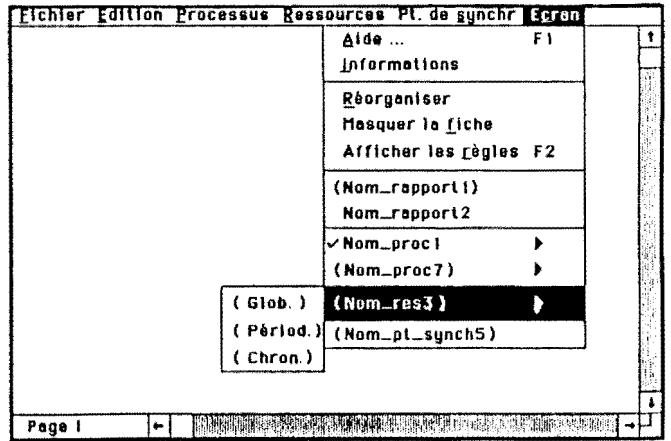 Fichier Edition Processus Ressources Pt. de synchr Ecran
Aide ... F1
Informations
Réorganiser
Masquer la fiche
Afficher les règles F2
(Nom_rapport1)
Nom_rapport2
✓Nom_proc1
(Nom_proc7)
(Nom_res3)
(Nom_pt_synch5)
( Glob. )
( Périod.)
( Chron.)
Page 1